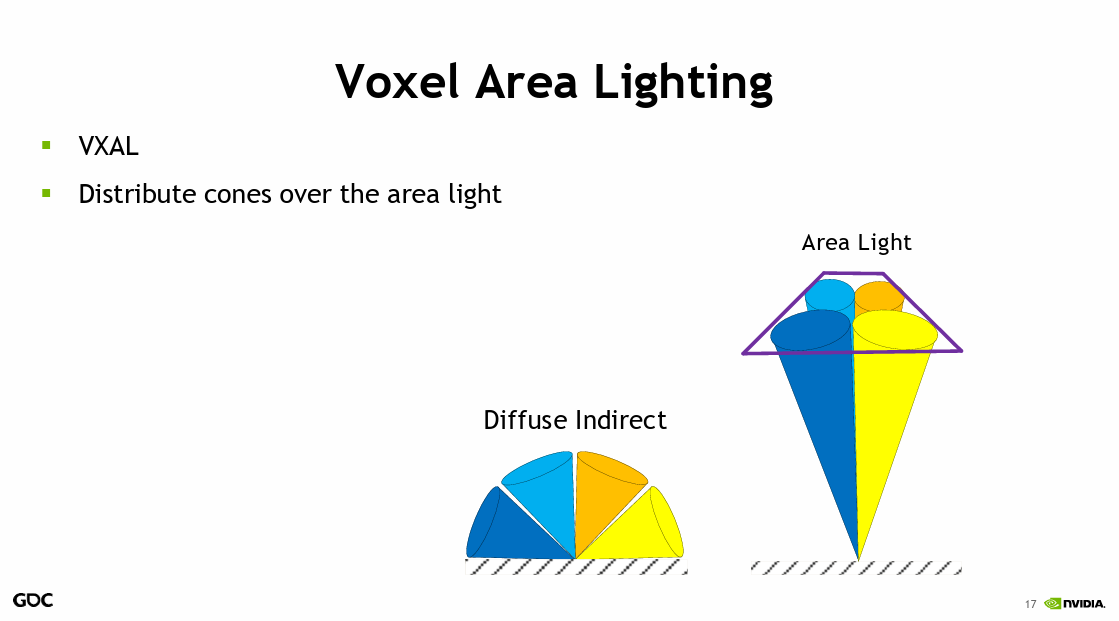 Voxel Area Lighting
VXAL
Distribute cones over the area light
Area Light
Diffuse Indirect
GDC
17
NVIDIA.